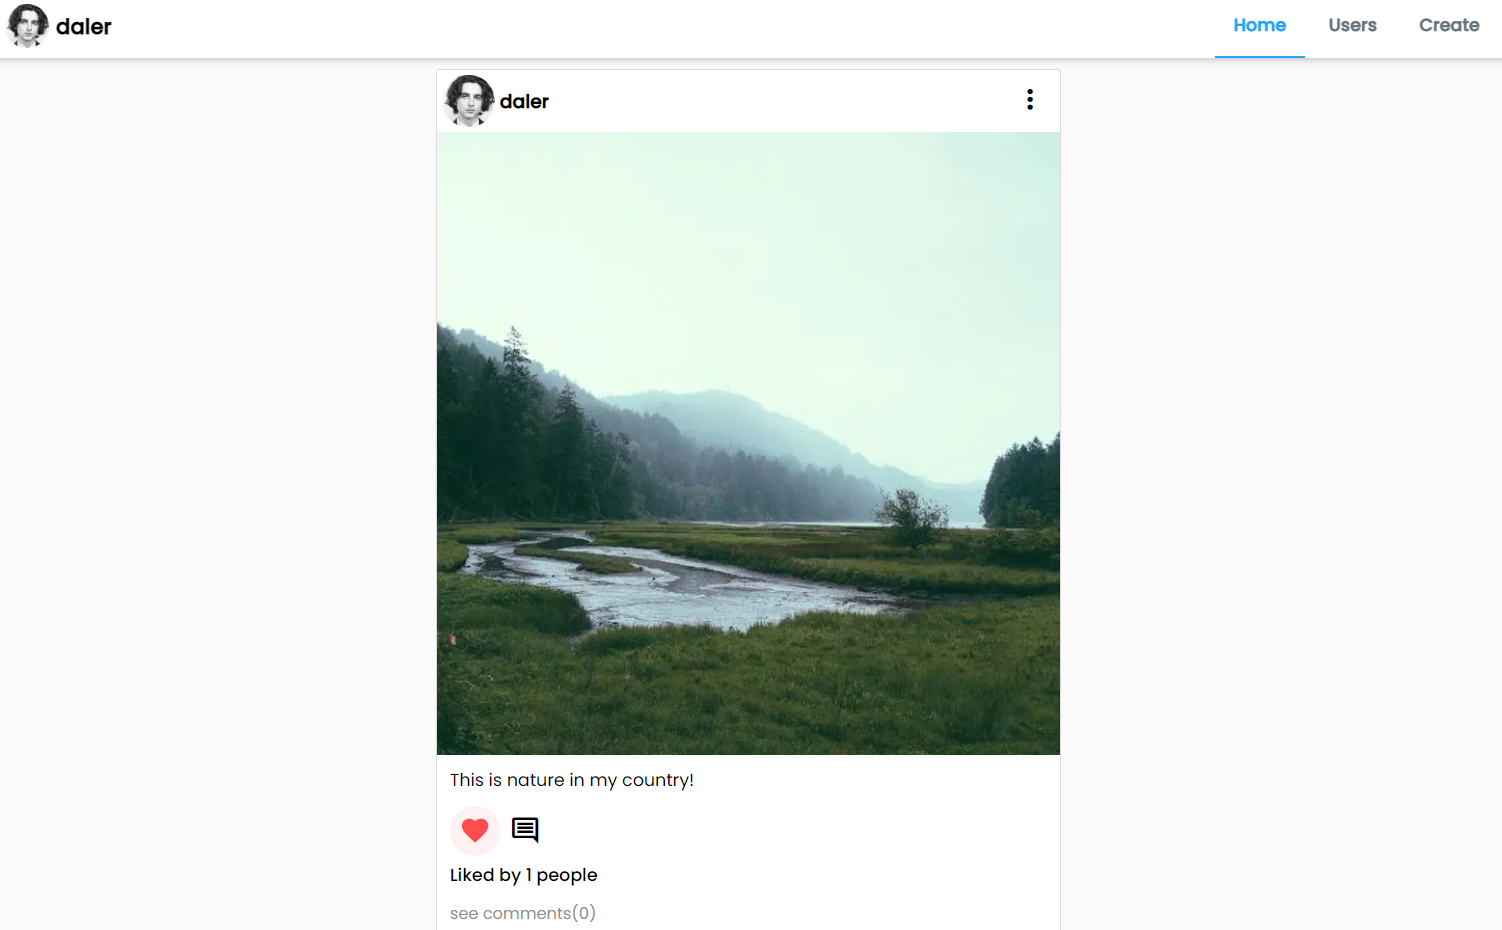 daler
Home Users Create
daler
This is nature in my country!
Liked by 1 people
see comments(0)